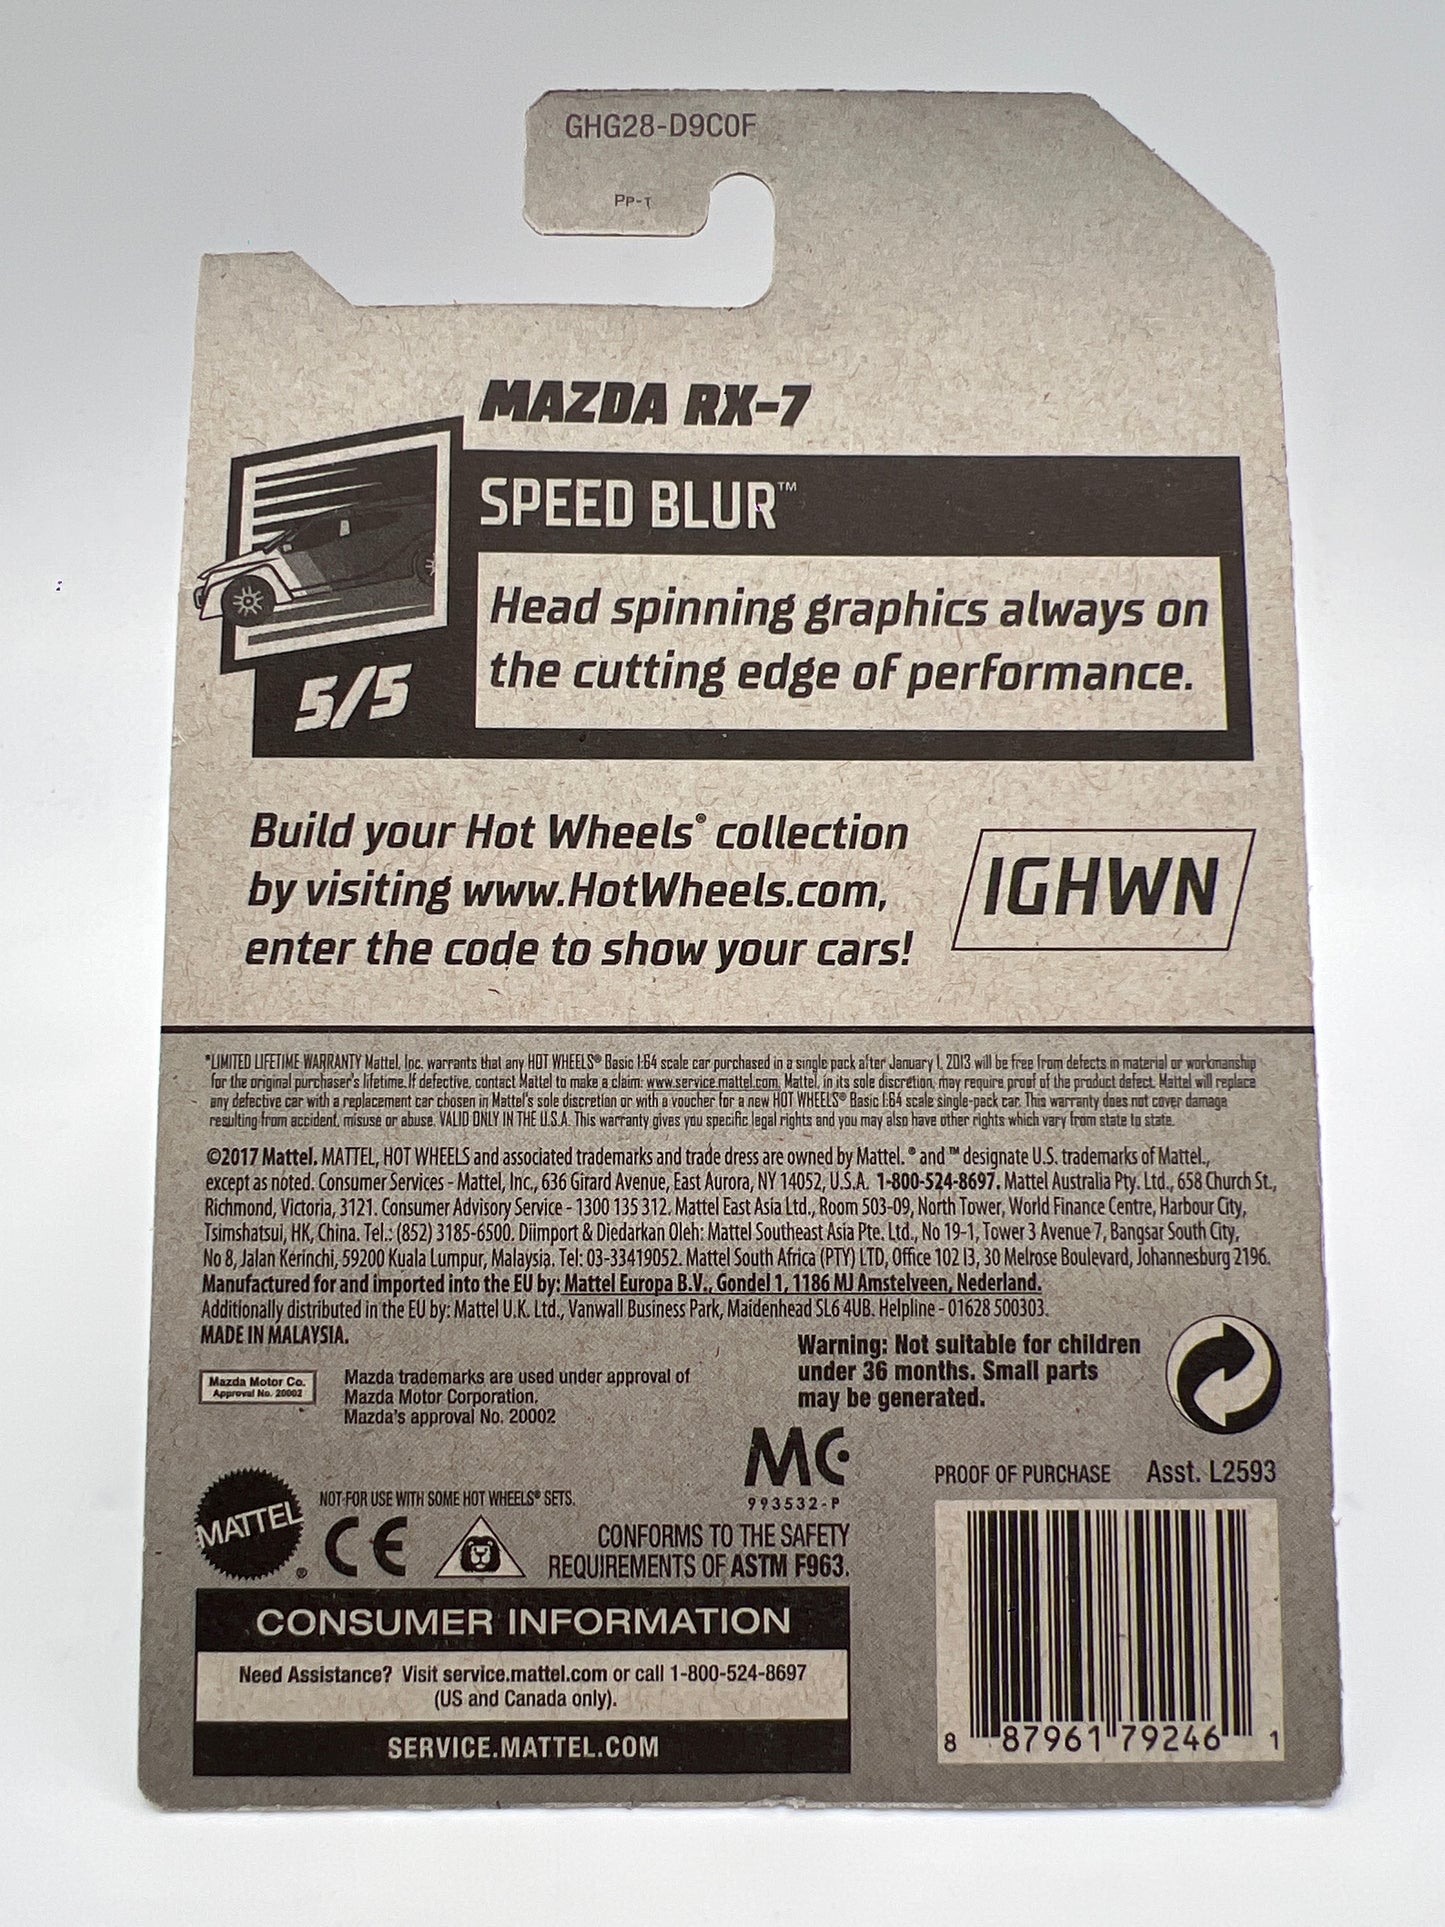 GHG28-D9C0F
PP-T
MAZDA RX-7
SPEED BLUR™
Head spinning graphics always on
the cutting edge of performance.
5/5
Build your Hot Wheels® collection
by visiting www.HotWheels.com,
enter the code to show your cars!
IGHWN
*LIMITED LIFETIME WARRANTY Mattel, Inc. warrants that any HOT WHEELS® Basic 1:64 scale car purchased in a single pack after January 1, 2013 will be free from defects in material or workmanship
for the original purchaser's lifetime. If defective, contact Mattel to make a claim: www.service.mattel.com. Mattel, in its sole discretion, may require proof of the product defect. Mattel will replace
any defective car with a replacement car chosen in Mattel's sole discretion or with a voucher for a new HOT WHEELS® Basic 1:64 scale single-pack car. This warranty does not cover damage
resulting from accident, misuse or abuse. VALID ONLY IN THE U.S.A. This warranty gives you specific legal rights and you may also have other rights which vary from state to state.
©2017 Mattel. MATTEL, HOT WHEELS and associated trademarks and trade dress are owned by Mattel. ® and ™ designate U.S. trademarks of Mattel.,
except as noted. Consumer Services - Mattel, Inc., 636 Girard Avenue, East Aurora, NY 14052, U.S.A. 1-800-524-8697. Mattel Australia Pty. Ltd., 658 Church St.,
Richmond, Victoria, 3121. Consumer Advisory Service - 1300 135 312. Mattel East Asia Ltd., Room 503-09, North Tower, World Finance Centre, Harbour City,
Tsimshatsui, HK, China. Tel.: (852) 3185-6500. Diimport & Diedarkan Oleh: Mattel Southeast Asia Pte. Ltd., No 19-1, Tower 3 Avenue 7, Bangsar South City,
No 8, Jalan Kerinchi, 59200 Kuala Lumpur, Malaysia. Tel: 03-33419052. Mattel South Africa (PTY) LTD, Office 102 I3, 30 Melrose Boulevard, Johannesburg 2196.
Manufactured for and imported into the EU by: Mattel Europa B.V., Gondel 1, 1186 MJ Amstelveen, Nederland.
Additionally distributed in the EU by: Mattel U.K. Ltd., Vanwall Business Park, Maidenhead SL6 4UB. Helpline - 01628 500303.
MADE IN MALAYSIA.
Mazda Motor Co.
Approval No. 20002
Mazda trademarks are used under approval of
Mazda Motor Corporation.
Mazda's approval No. 20002
Warning: Not suitable for children
under 36 months. Small parts
may be generated.
MC
993532-P
PROOF OF PURCHASE Asst. L2593
MATTEL®
NOT FOR USE WITH SOME HOT WHEELS® SETS.
CE
CONFORMS TO THE SAFETY
REQUIREMENTS OF ASTM F963.
CONSUMER INFORMATION
Need Assistance? Visit service.mattel.com or call 1-800-524-8697
(US and Canada only).
SERVICE.MATTEL.COM
8 87961 79246 1